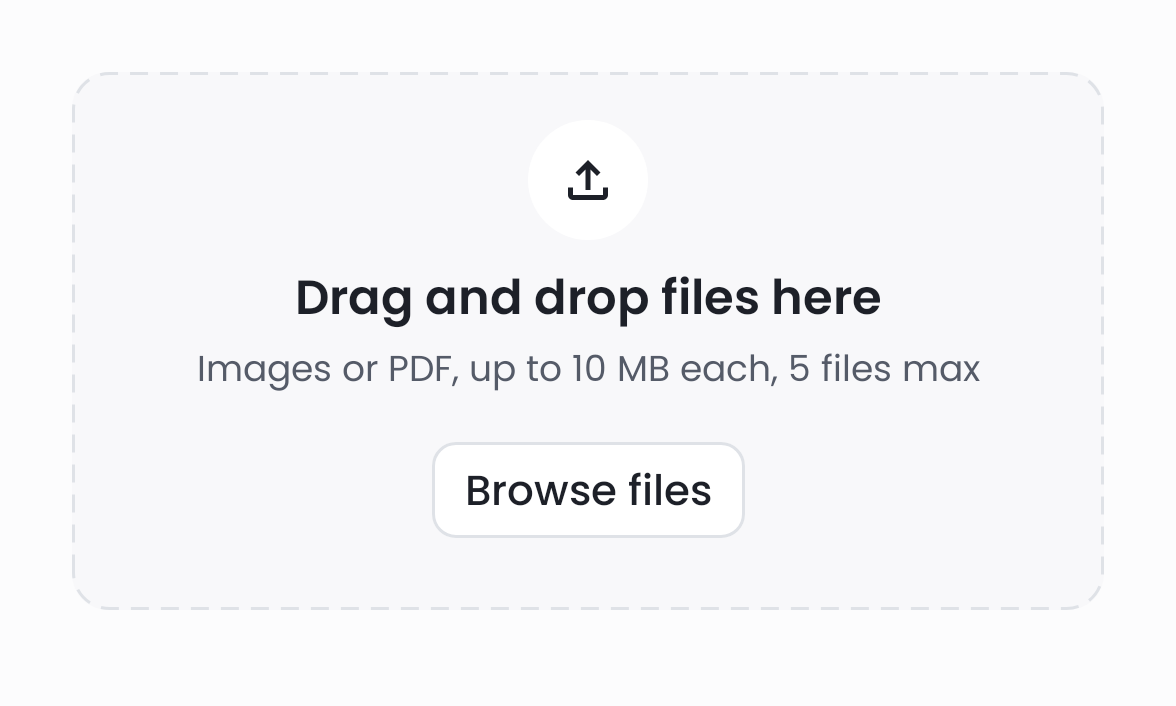 Drag and drop files here
Images or PDF, up to 10 MB each, 5 files max
Browse files